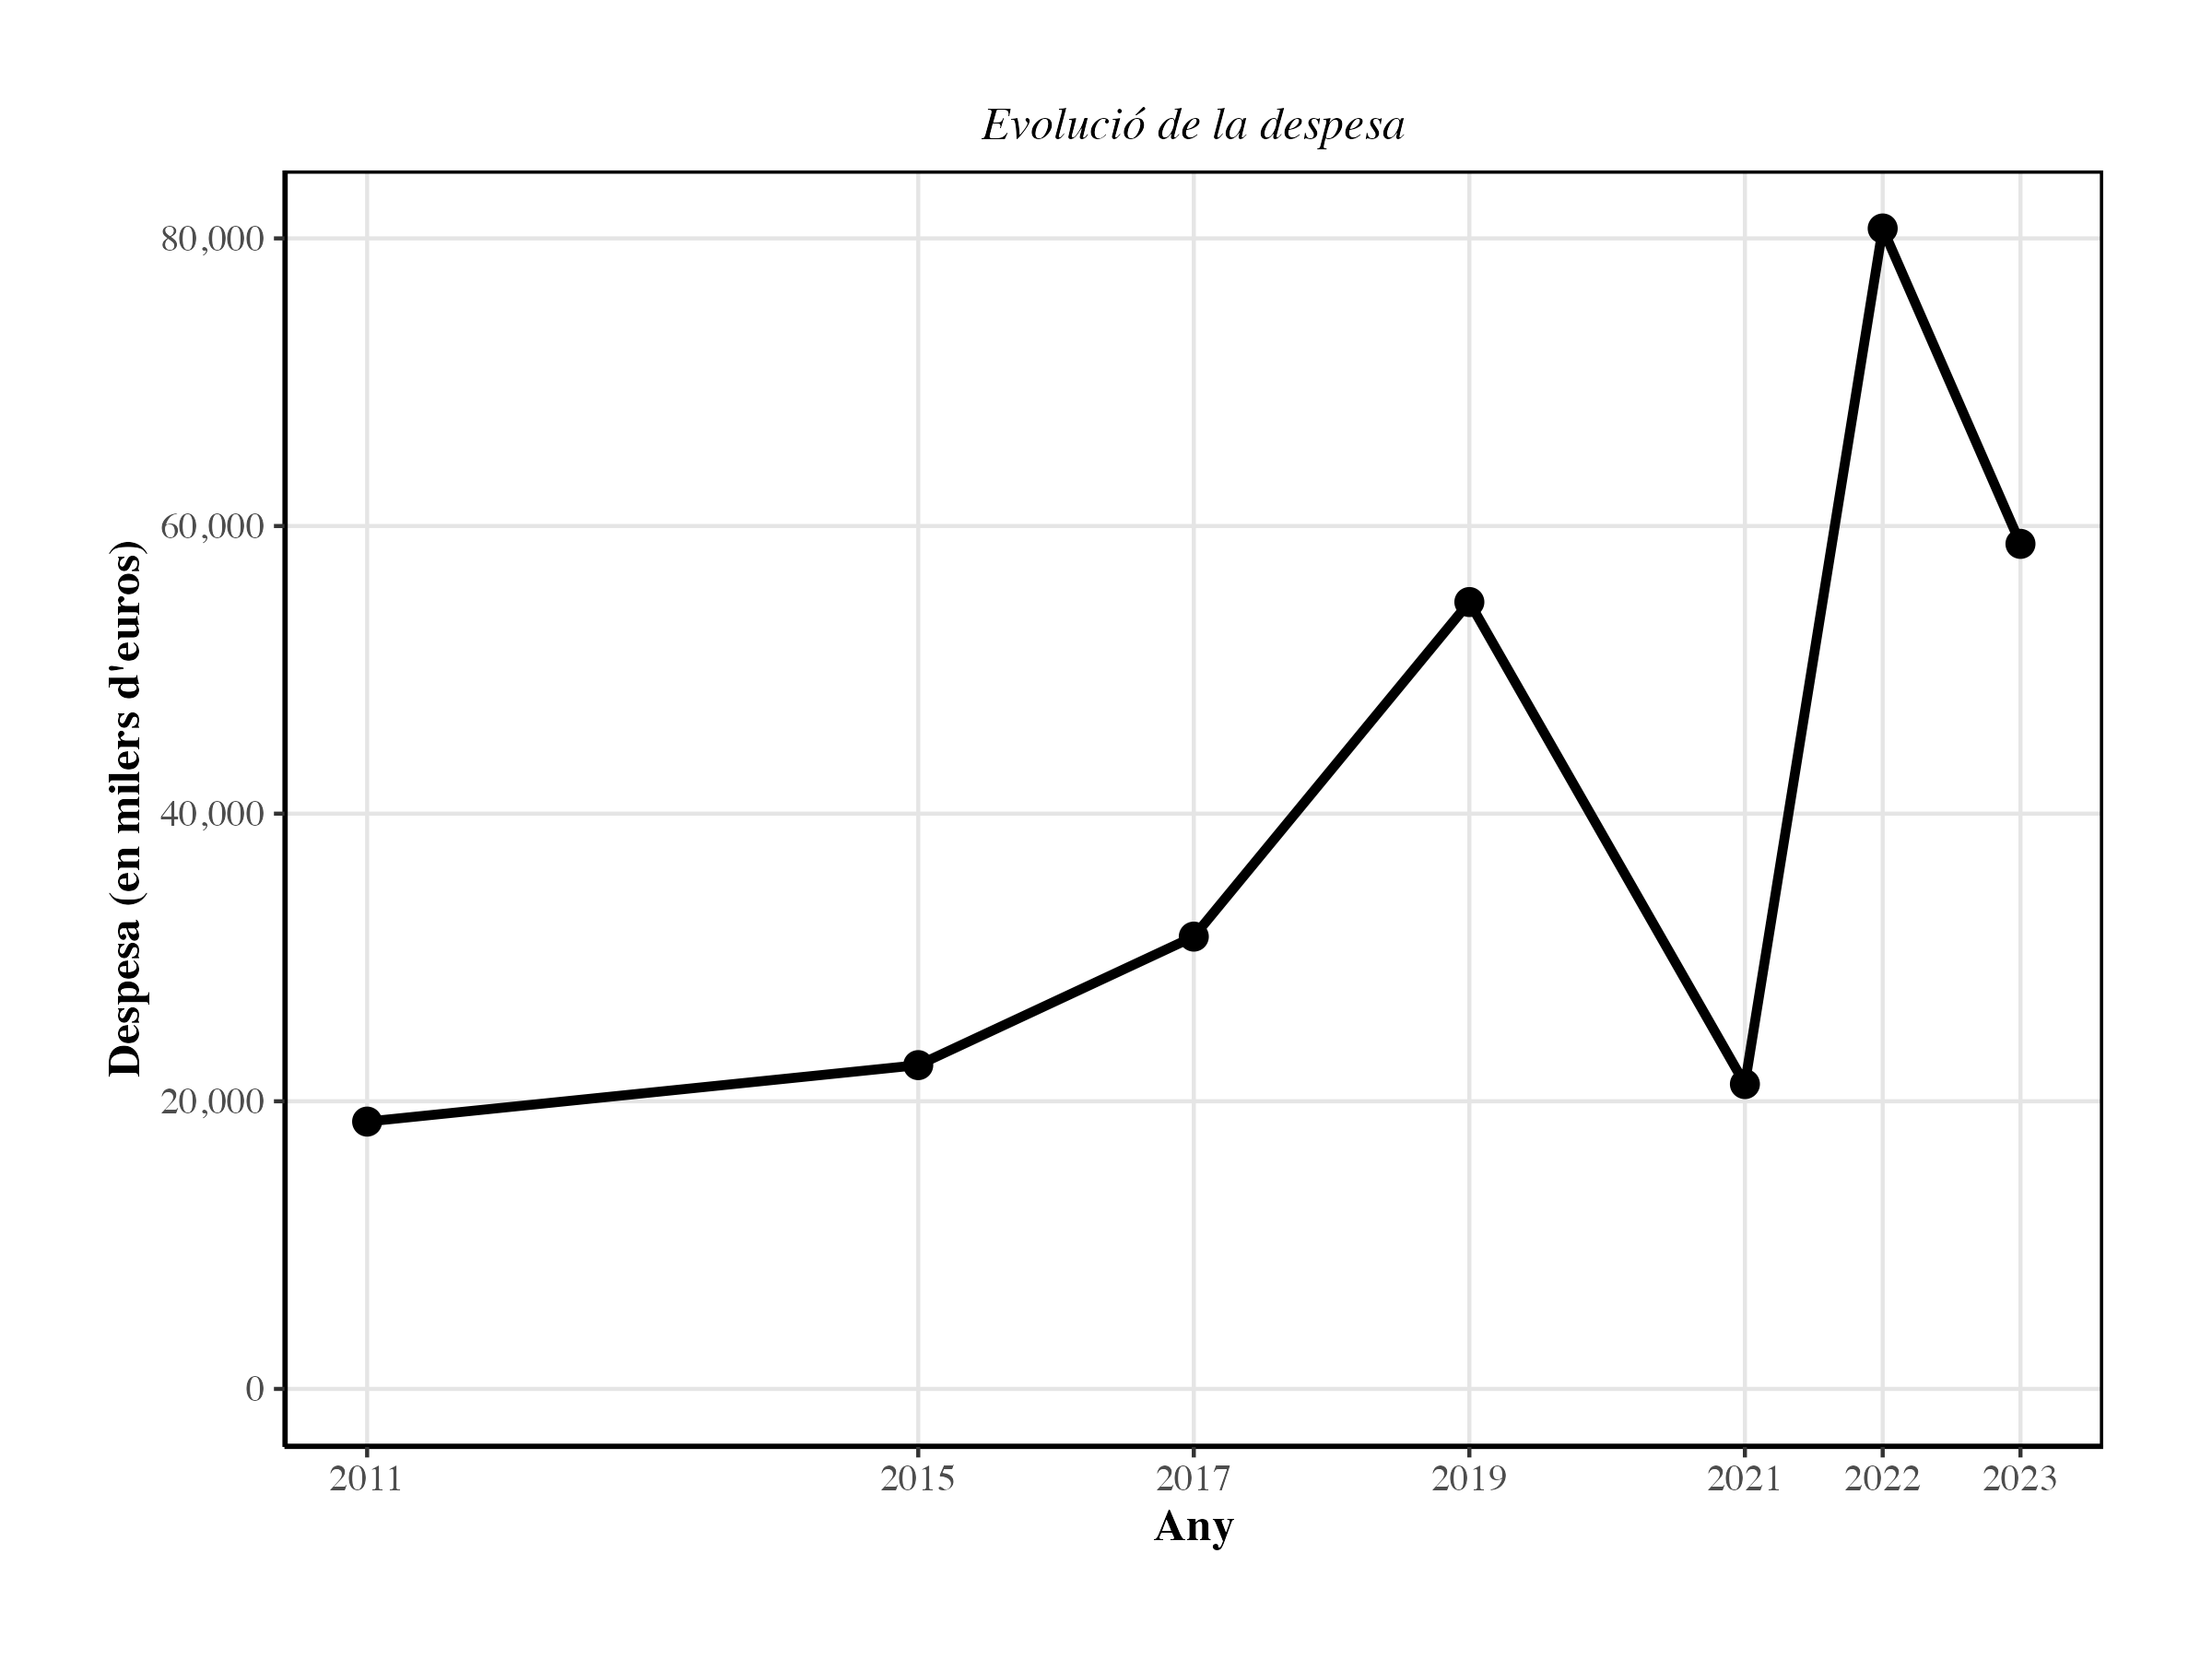 Evolució de la despesa
Despesa (en milers d'euros)
80,000
60,000
40,000
20,000
0
2011 2015 2017 2019 2021 2022 2023
Any